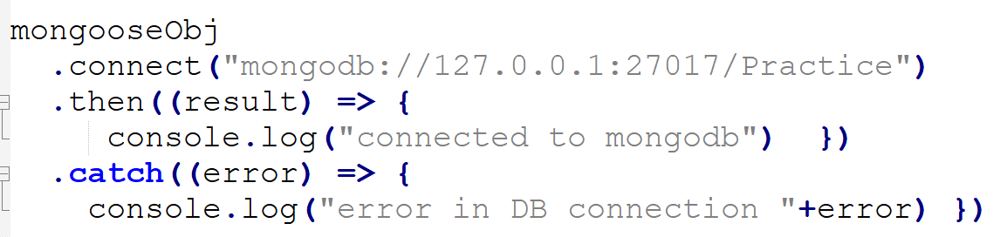 mongooseObj
.connect("mongodb://127.0.0.1:27017/Practice")
.then((result) => {
console.log("connected to mongodb")  })
.catch((error) => {
console.log("error in DB connection "+error) })